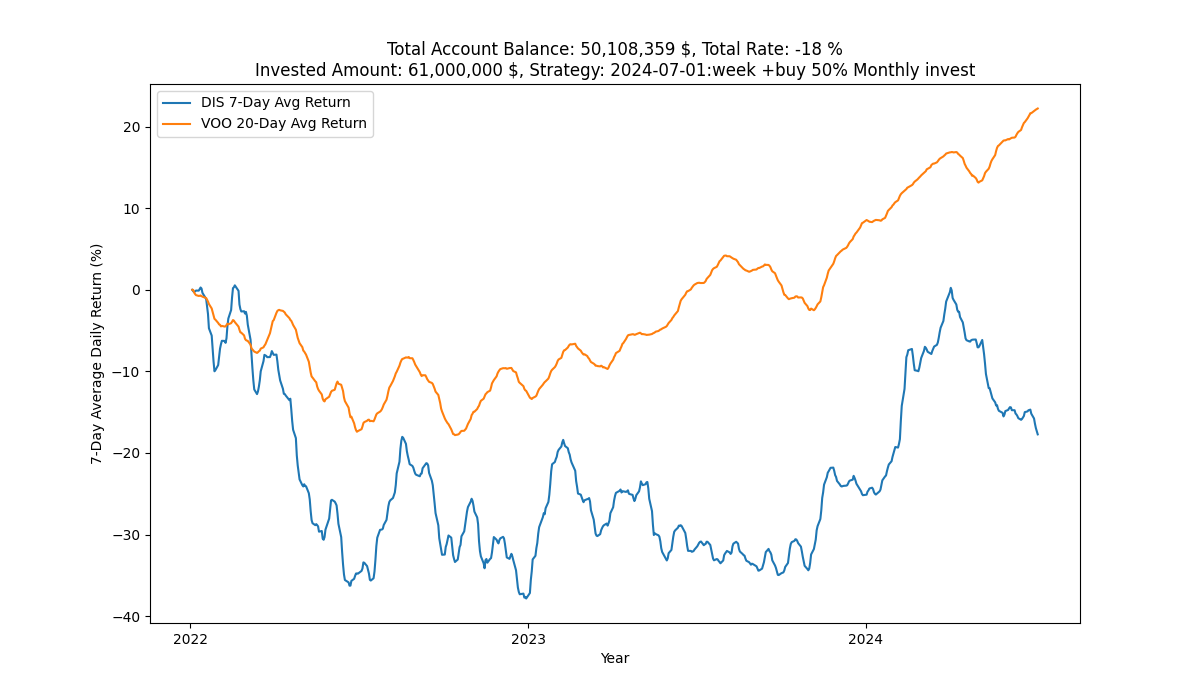 Total Account Balance: 50,108,359 $, Total Rate: -18 %
Invested Amount: 61,000,000 $, Strategy: 2024-07-01:week +buy 50% Monthly invest
DIS 7-Day Avg Return
VOO 20-Day Avg Return
7-Day Average Daily Return (%)
20
10
0
−10
−20
−30
−40
2022
2023
2024
Year